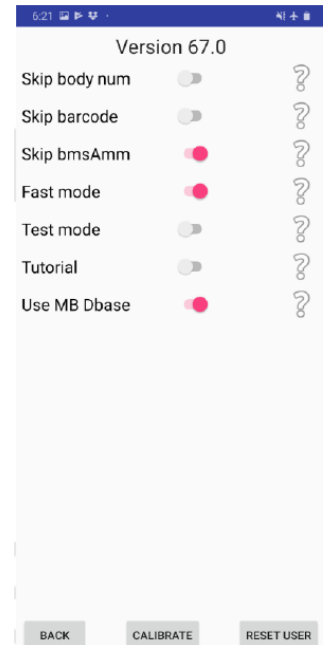 6:21
Version 67.0
Skip body num
Skip barcode
Skip bmsAmm
Fast mode
Test mode
Tutorial
Use MB Dbase
BACK CALIBRATE RESET USER